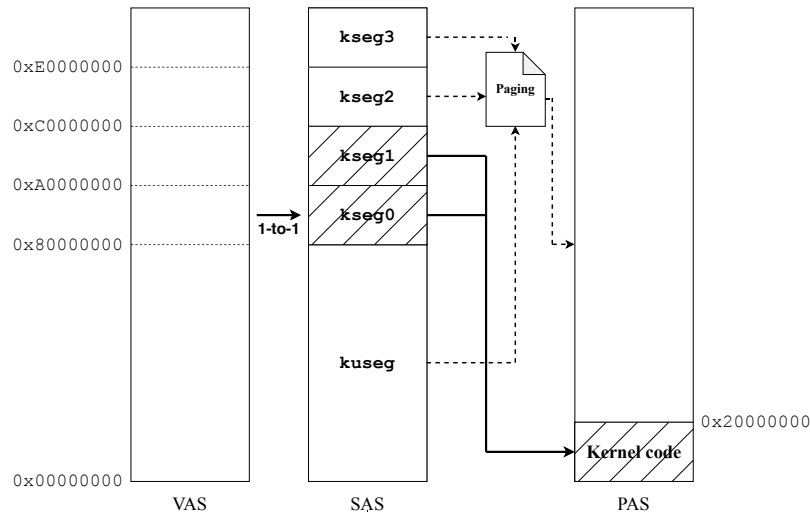 kseg3
0xE0000000
Paging
kseg2
0xC0000000
kseg1
0xA0000000
kseg0
1-to-1
0x80000000
kuseg
0x20000000
Kernel code
0x00000000
VAS
SAS
PAS